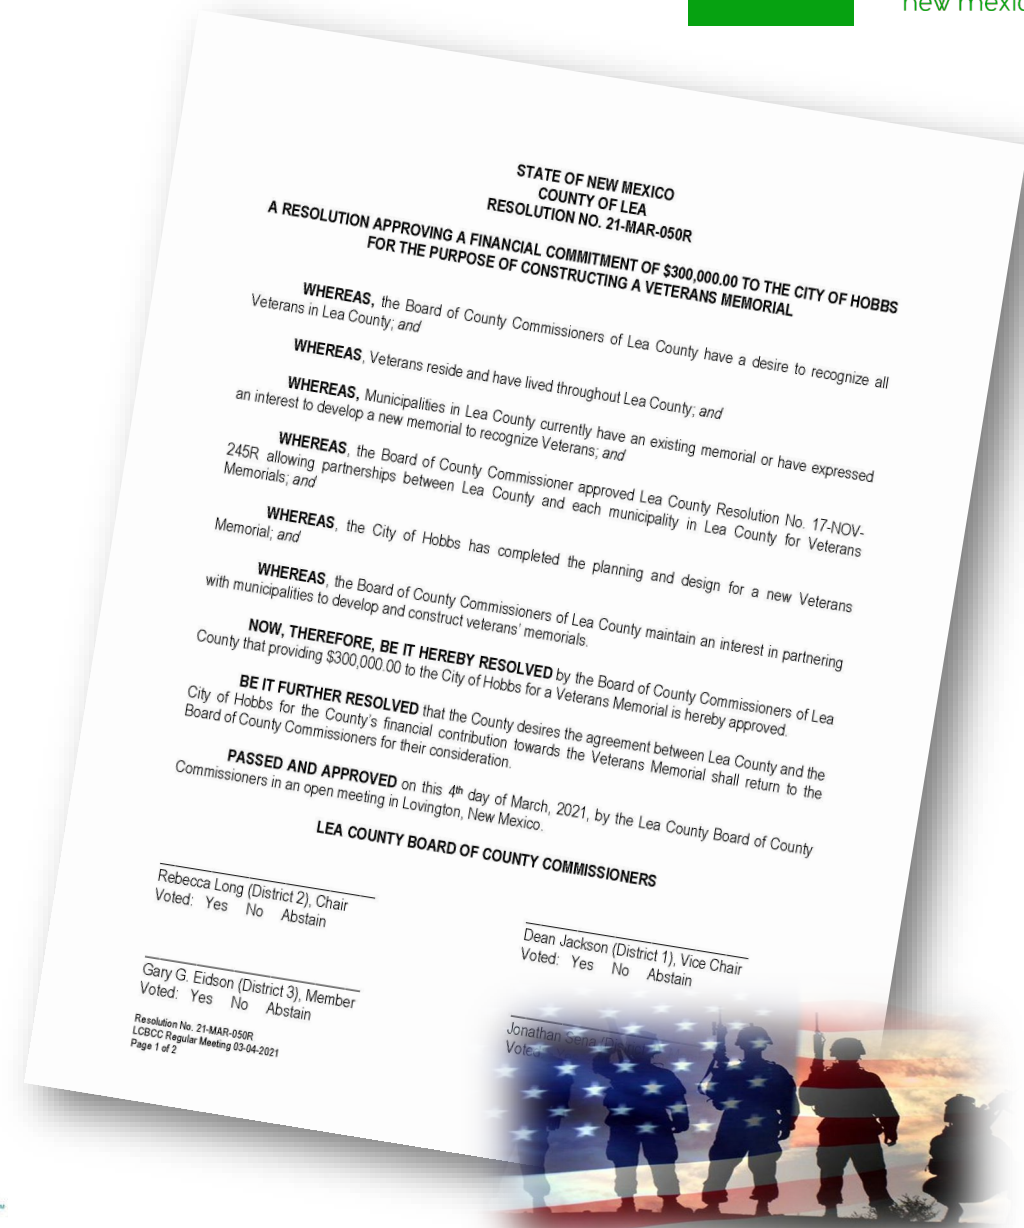 new mexic
STATE OF NEW MEXICO
COUNTY OF LEA
RESOLUTION NO. 21-MAR-050R
A RESOLUTION APPROVING A FINANCIAL COMMITMENT OF $300,000.00 TO THE CITY OF HOBBS
FOR THE PURPOSE OF CONSTRUCTING A VETERANS MEMORIAL
WHEREAS, the Board of County Commissioners of Lea County have a desire to recognize all
Veterans in Lea County; and
WHEREAS, Veterans reside and have lived throughout Lea County; and
WHEREAS, Municipalities in Lea County currently have an existing memorial or have expressed
an interest to develop a new memorial to recognize Veterans; and
WHEREAS, the Board of County Commissioner approved Lea County Resolution No. 17-NOV-
245R allowing partnerships between Lea County and each municipality in Lea County for Veterans
Memorials; and
WHEREAS, the City of Hobbs has completed the planning and design for a new Veterans
Memorial; and
WHEREAS, the Board of County Commissioners of Lea County maintain an interest in partnering
with municipalities to develop and construct veterans' memorials.
NOW, THEREFORE, BE IT HEREBY RESOLVED by the Board of County Commissioners of Lea
County that providing $300,000.00 to the City of Hobbs for a Veterans Memorial is hereby approved.
BE IT FURTHER RESOLVED that the County desires the agreement between Lea County and the
City of Hobbs for the County's financial contribution towards the Veterans Memorial shall return to the
Board of County Commissioners for their consideration.
PASSED AND APPROVED on this 4th day of March, 2021, by the Lea County Board of County
Commissioners in an open meeting in Lovington, New Mexico.
LEA COUNTY BOARD OF COUNTY COMMISSIONERS
Rebecca Long (District 2), Chair
Voted: Yes No Abstain
Dean Jackson (District 1), Vice Chair
Voted: Yes No Abstain
Gary G. Eidson (District 3), Member
Voted: Yes No Abstain
Jonathan Sena
Vote
Resolution No. 21-MAR-050R
LCBCC Regular Meeting 03-04-2021
Page 1 of 2